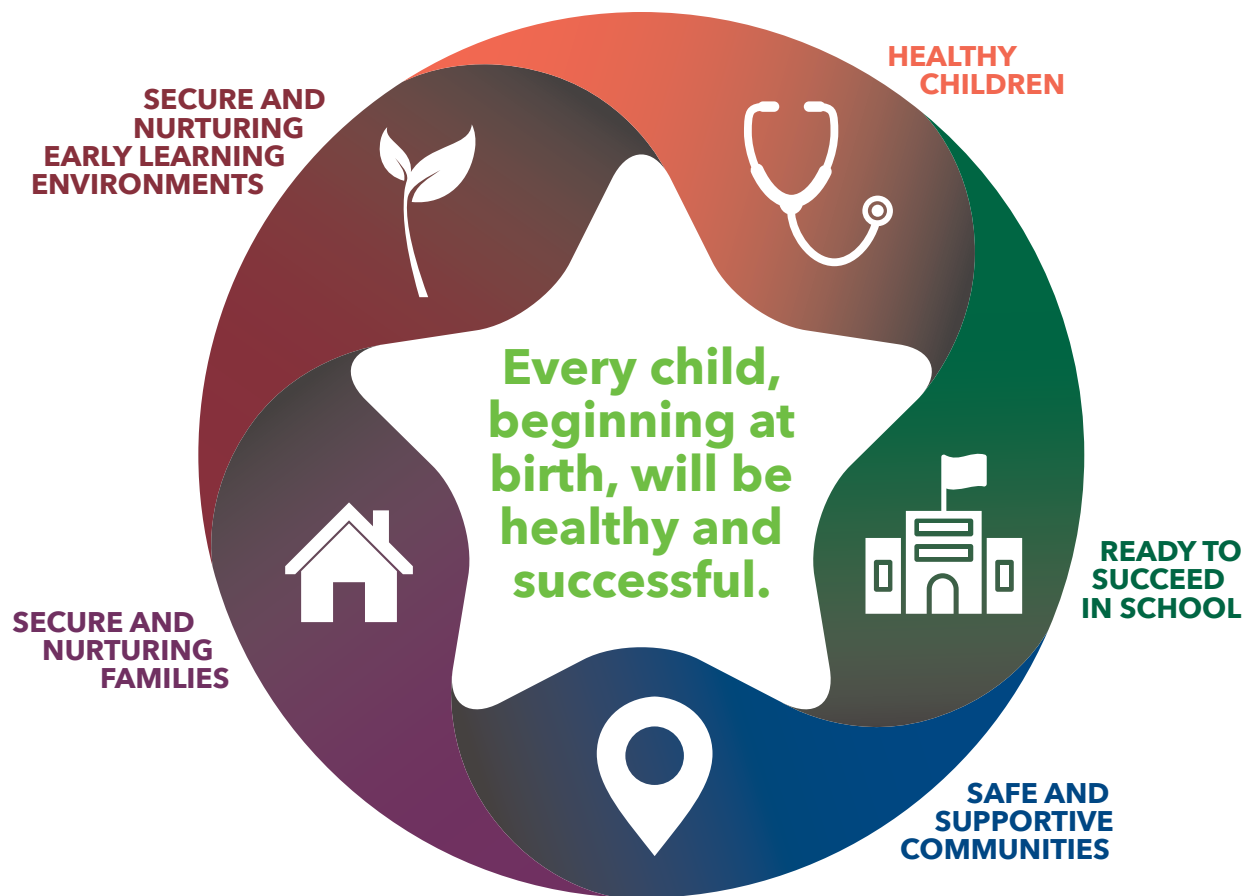 HEALTHY
CHILDREN
SECURE AND
NURTURING
EARLY LEARNING
ENVIRONMENTS
Every child,
beginning at
birth, will be
healthy and
successful.
READY TO
SUCCEED
IN SCHOOL
SECURE AND
NURTURING
FAMILIES
SAFE AND
SUPPORTIVE
COMMUNITIES